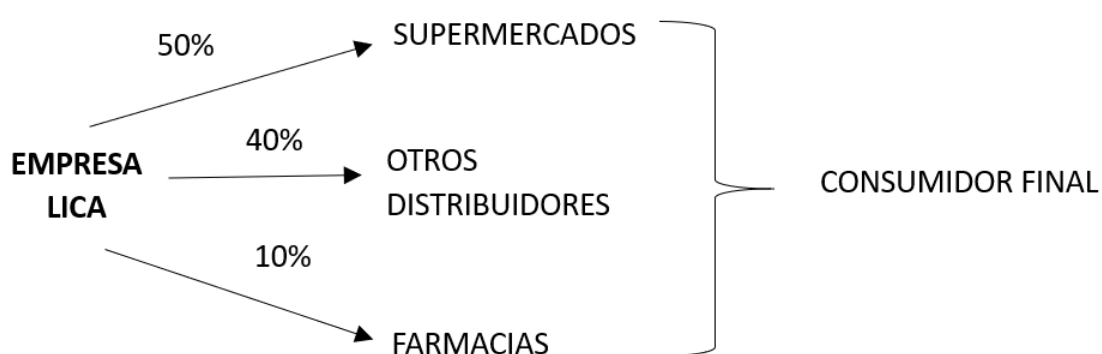 50%
SUPERMERCADOS
40%
EMPRESA
LICA
OTROS
DISTRIBUIDORES
CONSUMIDOR FINAL
10%
FARMACIAS